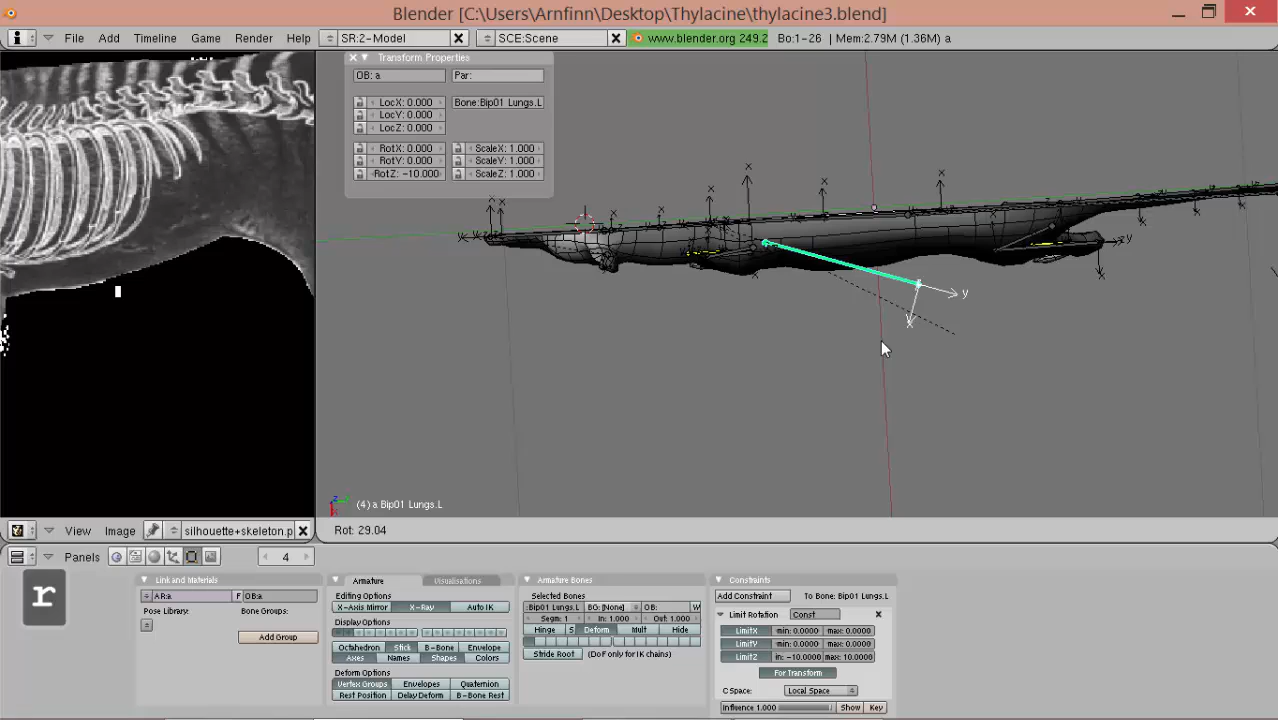 Blender [C:\Users\Arnfinn\Desktop\Thylacine\thylacine3.blend]
File Add Timeline Game Render Help SR:2-Model SCE:Scene www.blender.org 249.2 Bo:1-26 | Mem:2.79M (1.36M) a
Transform Properties
OB: a Par:
LocX: 0.000 Bone:Bip01 Lungs.L
LocY: 0.000
LocZ: 0.000
RotX: 0.000 ScaleX: 1.000
RotY: 0.000 ScaleY: 1.000
RotZ: -10.000 ScaleZ: 1.000
y
x
(4) a Bip01 Lungs.L
View Image silhouette+skeleton.p Rot: 29.04
Panels 4
r
Link and Materials
AR:a F OB:a
Pose Library: Bone Groups:
Add Group
Armature Visualisations
Editing Options
X-Axis Mirror X-Ray Auto IK
Display Options
Octahedron Stick B-Bone Envelope
Axes Names Shapes Colors
Deform Options
Vertex Groups Envelopes Quaternion
Rest Position Delay Deform B-Bone Rest
Armature Bones
Selected Bones
:Bip01 Lungs.L BG: [None] OB: W
Segm: 1 In: 1.000 Out: 1.000
Hinge S Deform Mult Hide
Stride Root (DoF only for IK chains)
Constraints
Add Constraint To Bone: Bip01 Lungs.L
Limit Rotation Const
LimitX min: 0.0000 max: 0.0000
LimitY min: 0.0000 max: 0.0000
LimitZ in: -10.0000 max: 10.0000
For Transform
C Space: Local Space
Influence 1.000 Show Key